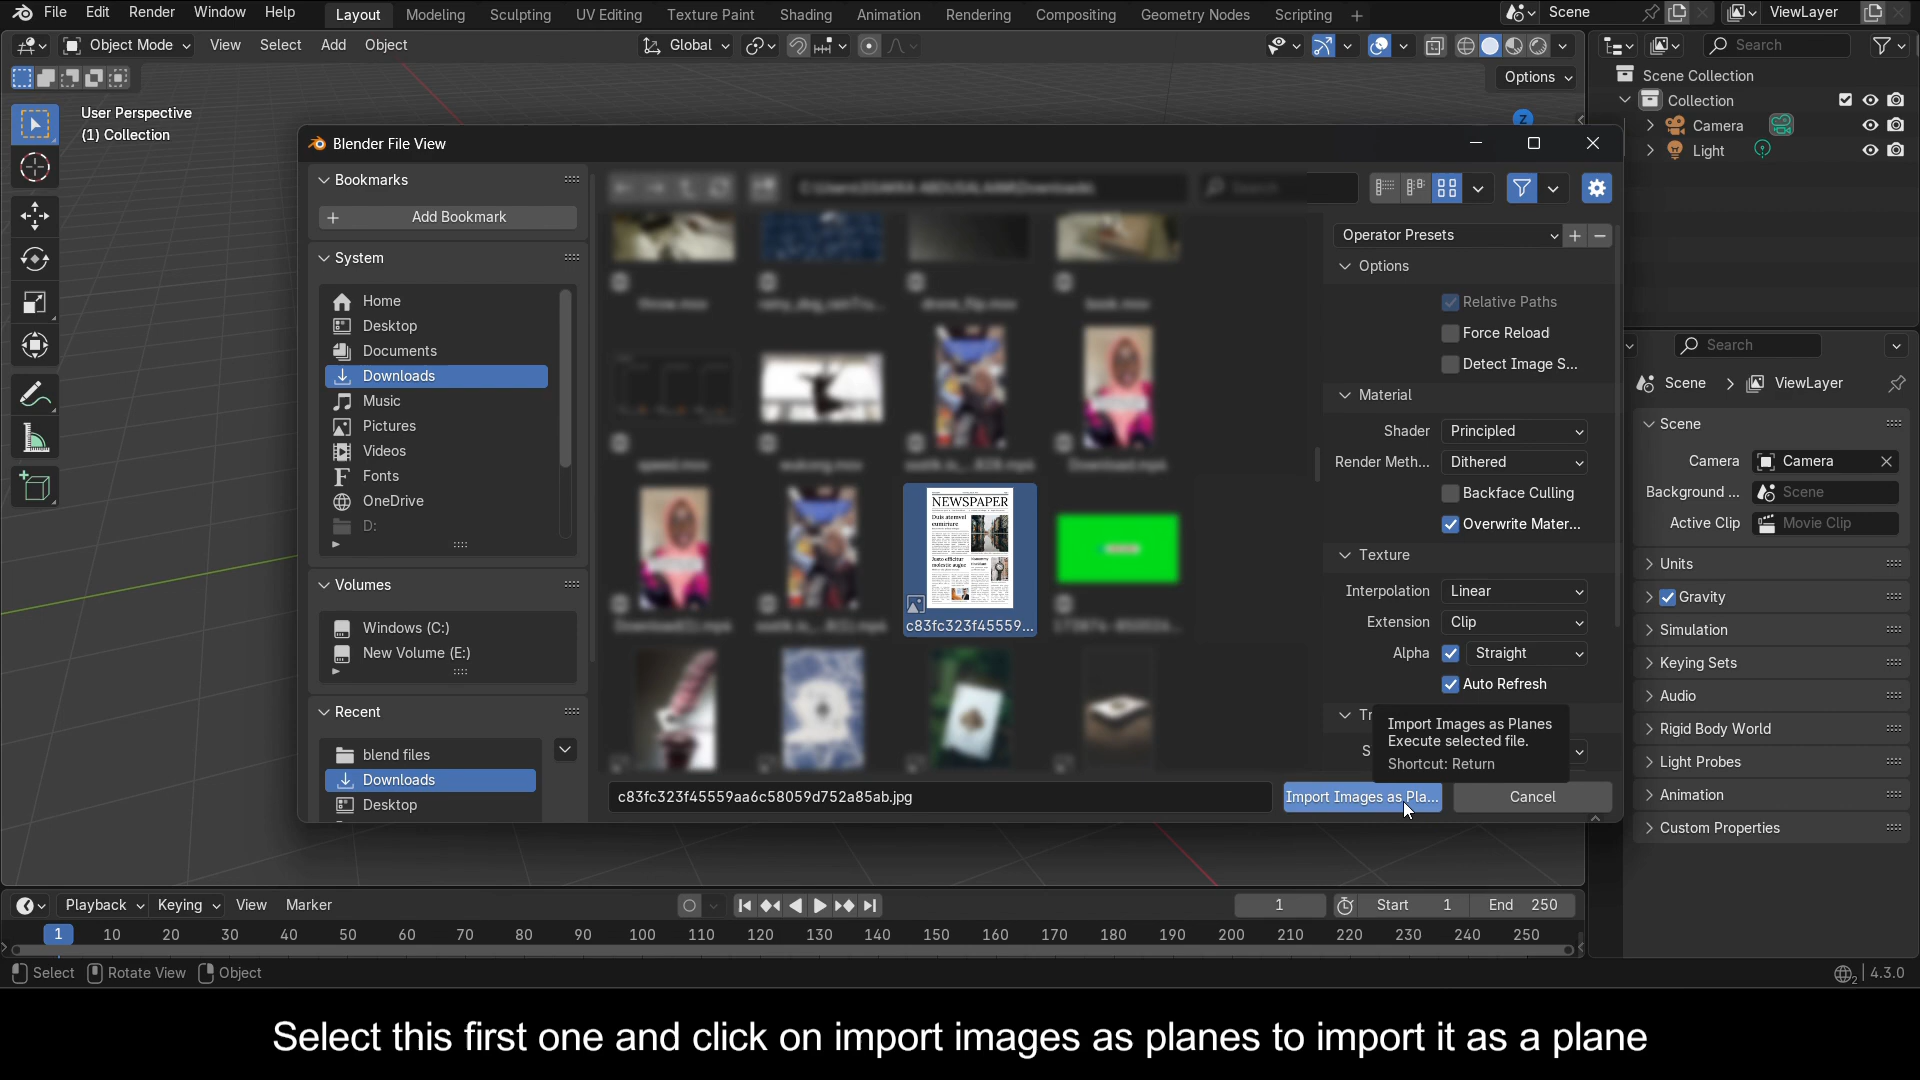 File Edit Render Window Help Layout Modeling Sculpting UV Editing Texture Paint Shading Animation Rendering Compositing Geometry Nodes Scripting + Scene ViewLayer
Object Mode View Select Add Object Global Search
Options
User Perspective
(1) Collection
Z
Scene Collection
Collection
Camera
Light
Blender File View
Bookmarks
Add Bookmark
System
Home
Desktop
Documents
Downloads
Music
Pictures
Videos
Fonts
OneDrive
D:
Volumes
Windows (C:)
New Volume (E:)
Recent
blend files
Downloads
Desktop
Search
book.mov
Download.mp4
NEWSPAPER
c83fc323f45559...
Operator Presets
Options
Relative Paths
Force Reload
Detect Image S...
Material
Shader Principled
Render Meth... Dithered
Backface Culling
Overwrite Mater...
Texture
Interpolation Linear
Extension Clip
Alpha Straight
Auto Refresh
Tr
S
Import Images as Planes
Execute selected file.
Shortcut: Return
c83fc323f45559aa6c58059d752a85ab.jpg Import Images as Pla... Cancel
Search
Scene ViewLayer
Scene
Camera Camera
Background ... Scene
Active Clip Movie Clip
Units
Gravity
Simulation
Keying Sets
Audio
Rigid Body World
Light Probes
Animation
Custom Properties
Playback Keying View Marker 1 Start 1 End 250
1 10 20 30 40 50 60 70 80 90 100 110 120 130 140 150 160 170 180 190 200 210 220 230 240 250
Select Rotate View Object 2 4.3.0
Select this first one and click on import images as planes to import it as a plane